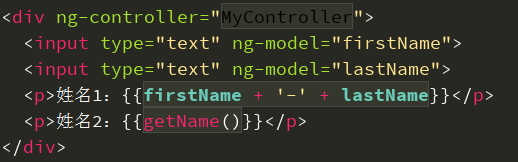 <div ng-controller="MyController">
<input type="text" ng-model="firstName">
<input type="text" ng-model="lastName">
<p>姓名1: {{firstName + '-' + lastName}}</p>
<p>姓名2: {{getName()}}</p>
</div>